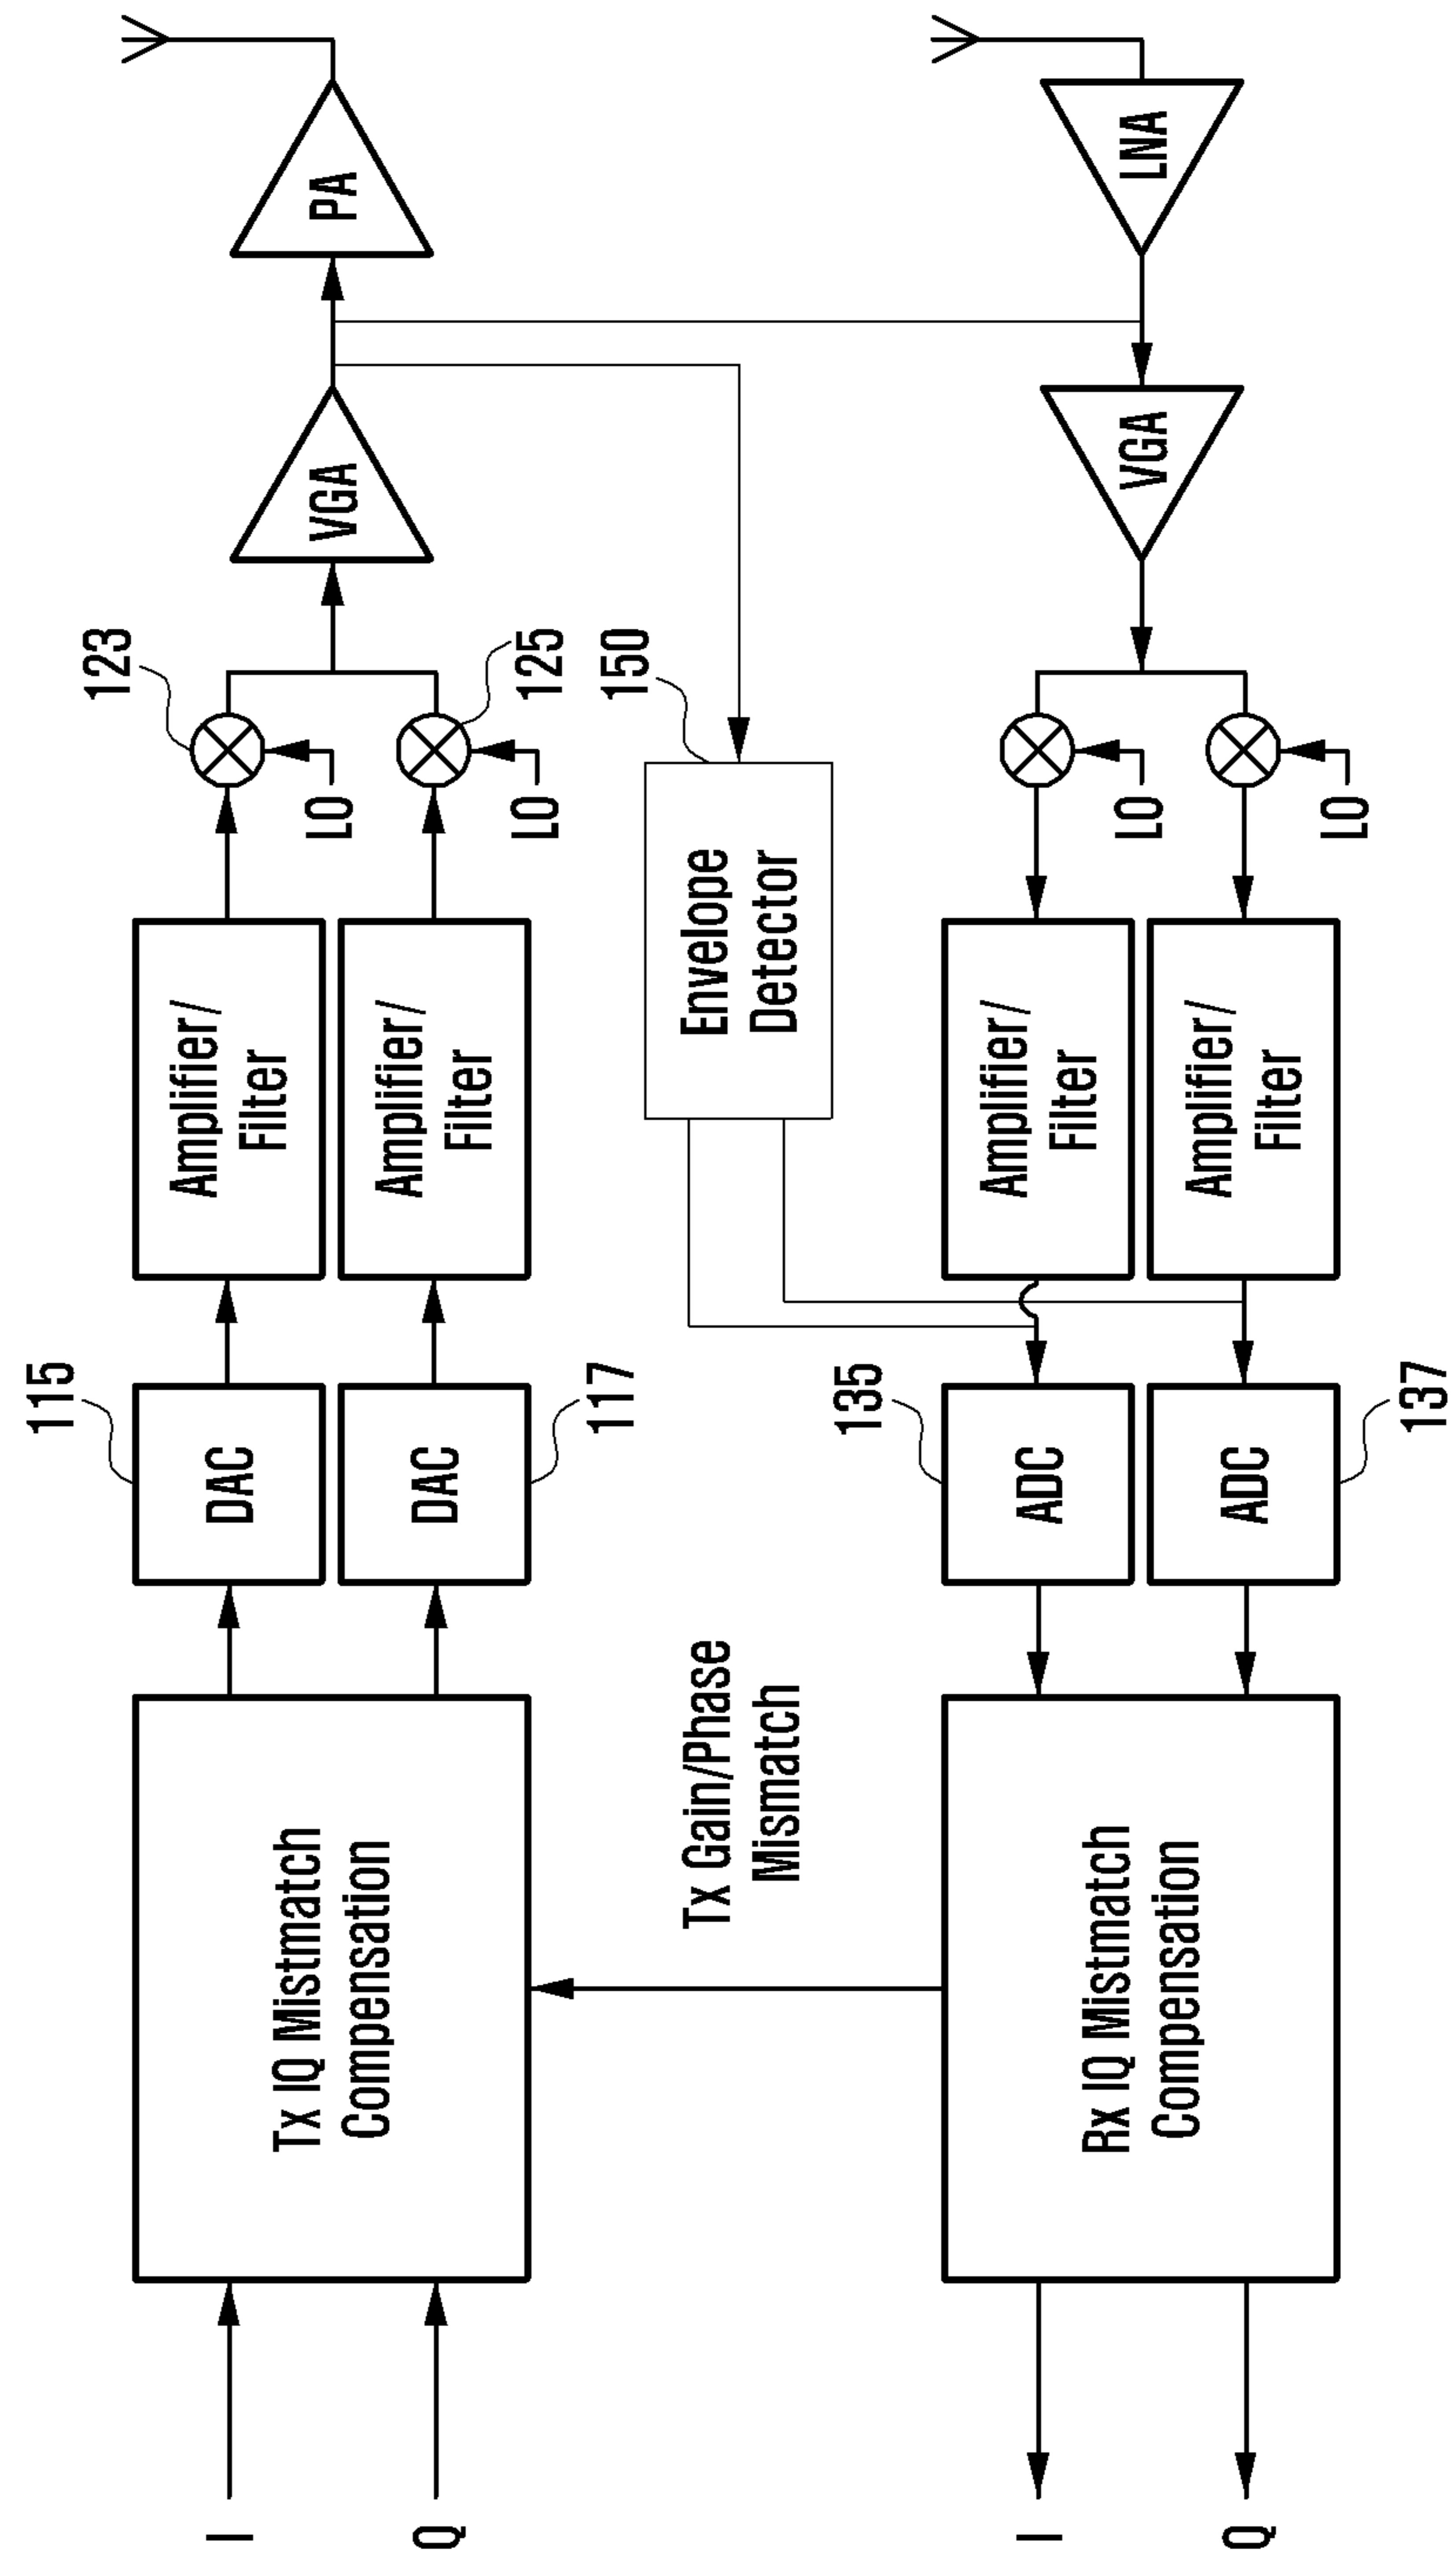 I
Q
Tx IQ Mistmatch
Compensation
115
DAC
DAC
117
Amplifier/
Filter
Amplifier/
Filter
123
LO
125
LO
VGA
PA
Tx Gain/Phase
Mismatch
Envelope
Detector
150
I
Q
Rx IQ Mistmatch
Compensation
135
ADC
ADC
137
Amplifier/
Filter
Amplifier/
Filter
LO
LO
VGA
LNA